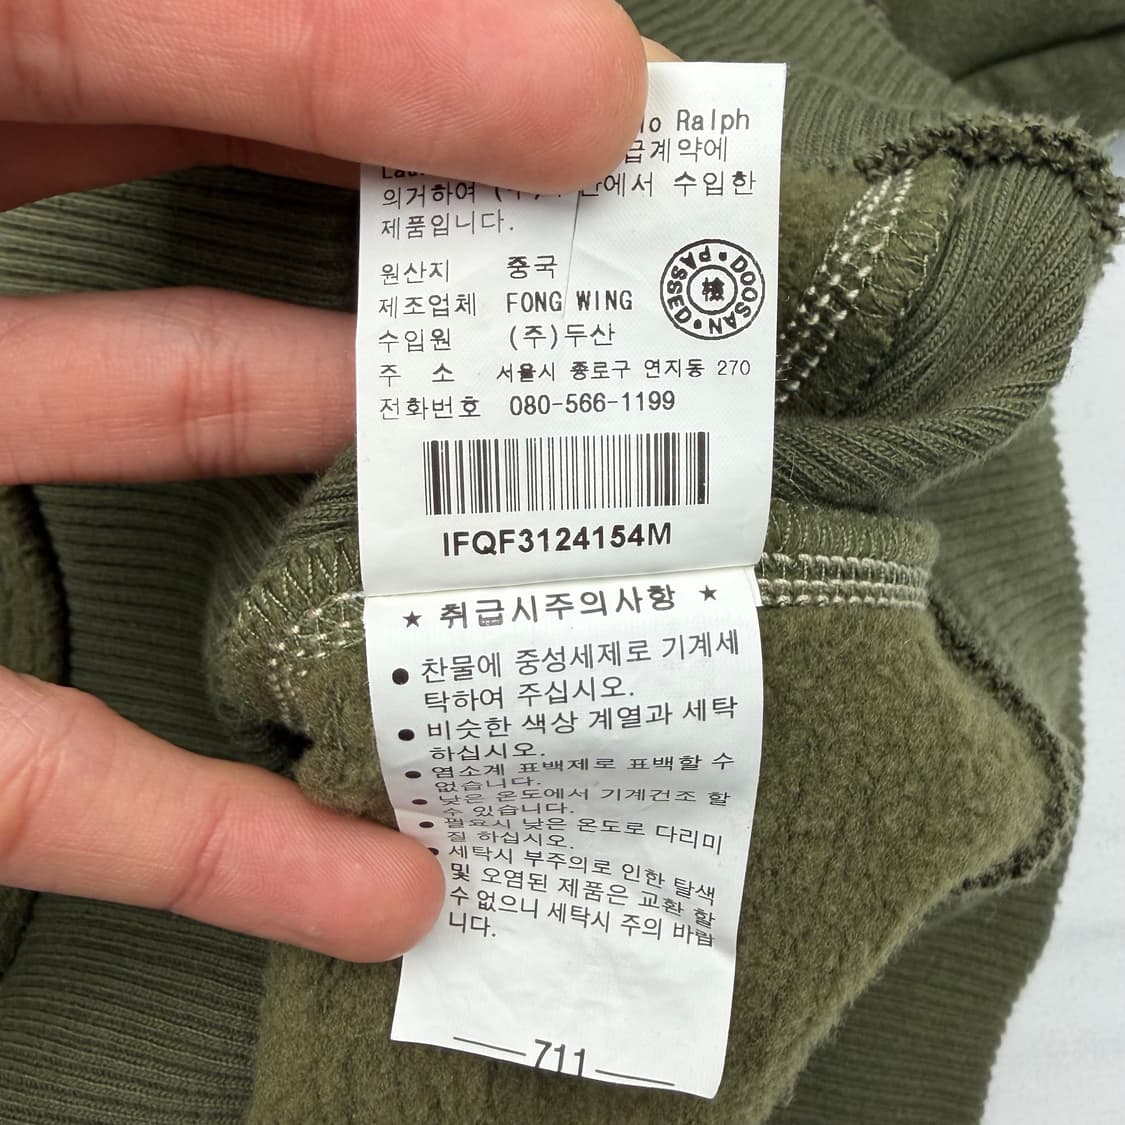 Ralph
급계약에
의거하여 (주) 에서 수입한
제품입니다.
원산지 중국
제조업체 FONG WING
수입원 (주)두산
주 소 서울시 종로구 연지동 270
전화번호 080-566-1199
DOOSAN • PASSED •
檢
IFQF3124154M
★ 취급시주의사항 ★
● 찬물에 중성세제로 기계세
탁하여 주십시오.
● 비슷한 색상 계열과 세탁
하십시오.
● 염소계 표백제로 표백할 수
없습니다.
● 낮은 온도에서 기계건조 할
수 있습니다.
● 필요시 낮은 온도로 다리미
질 하십시오.
● 세탁시 부주의로 인한 탈색
및 오염된 제품은 교환 할
수 없으니 세탁시 주의 바랍
니다.
711